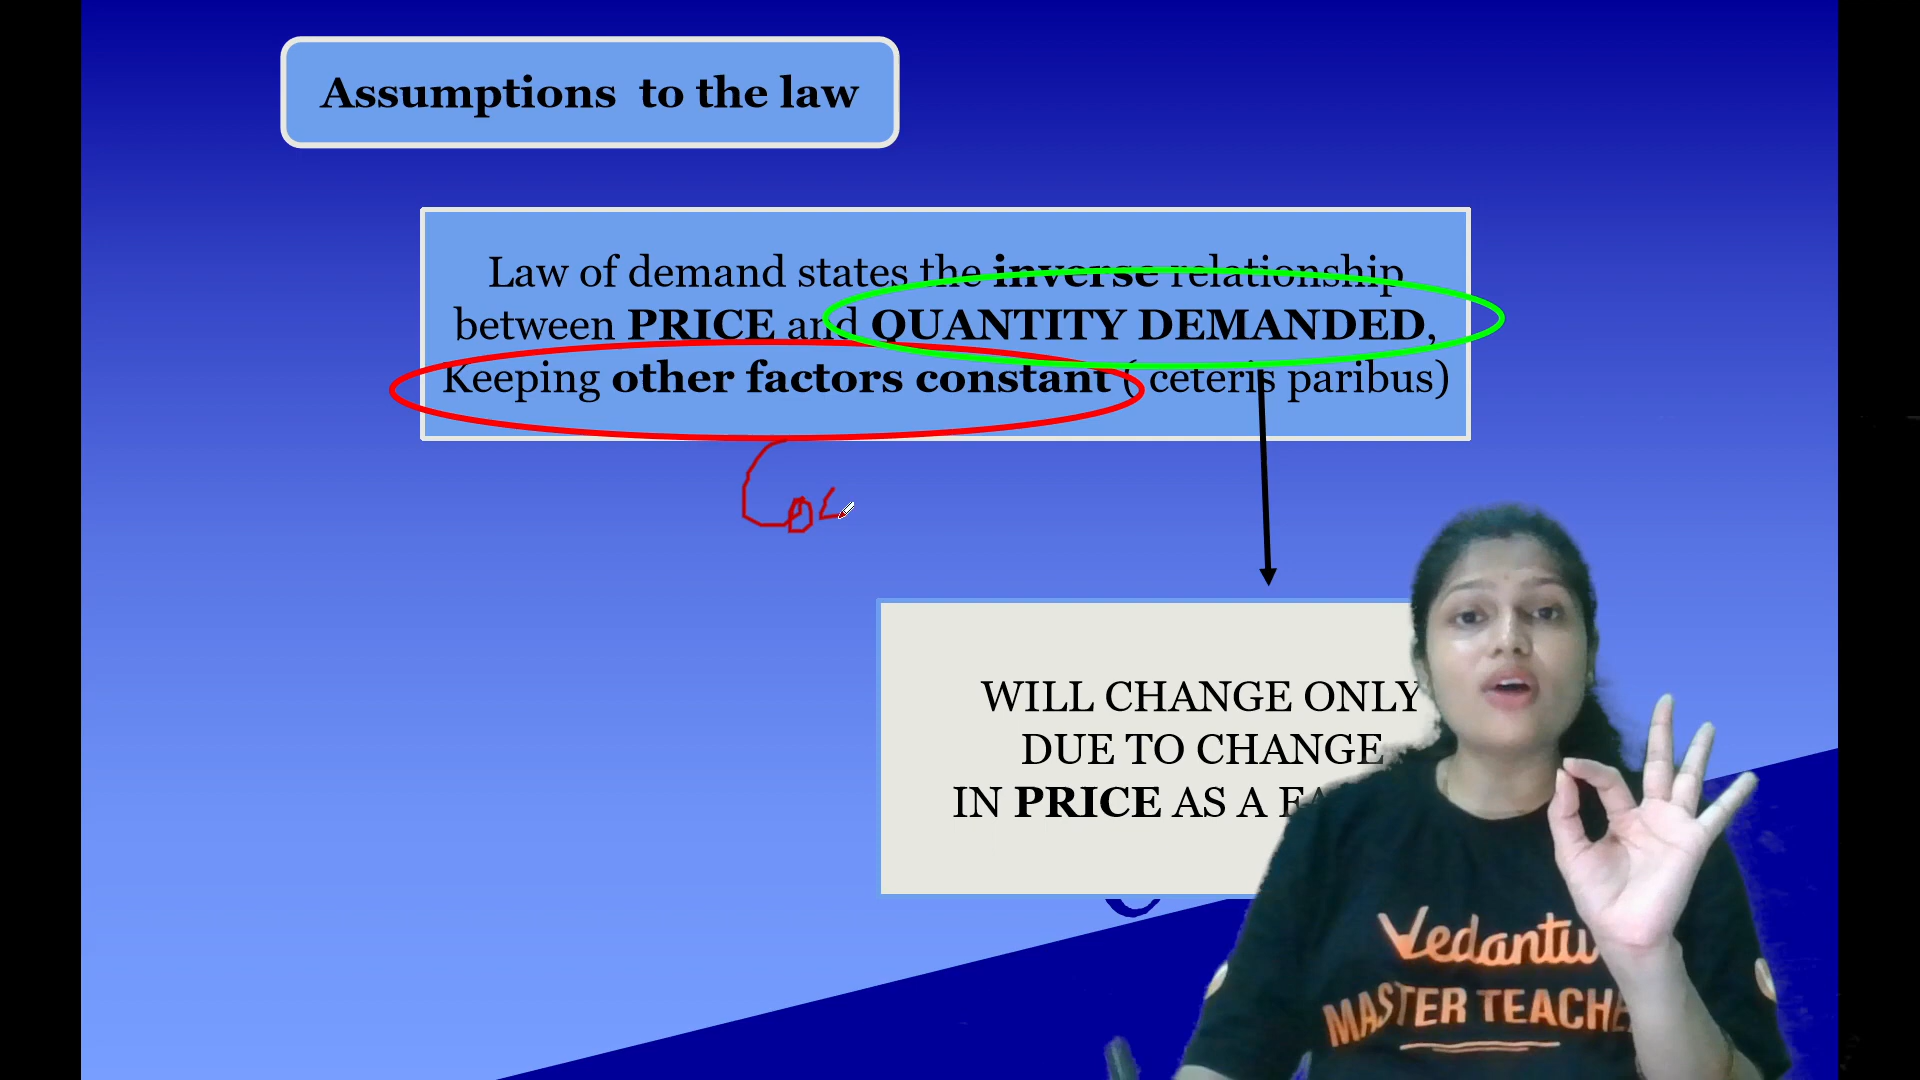 Assumptions to the law
Law of demand states the inverse relationship
between PRICE and QUANTITY DEMANDED,
Keeping other factors constant ( ceteris paribus)
WILL CHANGE ONLY
DUE TO CHANGE
IN PRICE AS A
Vedantu
MASTER TEACHE